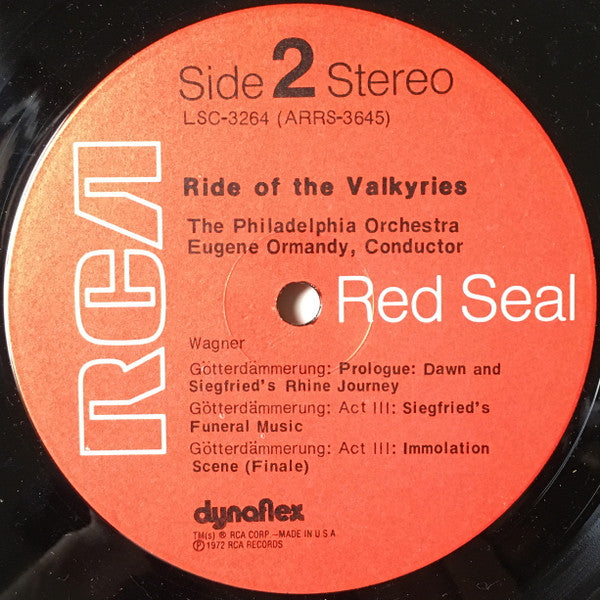 Side 2 Stereo
LSC-3264 (ARRS-3645)
RCA
Ride of the Valkyries
The Philadelphia Orchestra
Eugene Ormandy, Conductor
Red Seal
Wagner
Götterdämmerung: Prologue: Dawn and
Siegfried's Rhine Journey
Götterdämmerung: Act III: Siegfried's
Funeral Music
Götterdämmerung: Act III: Immolation
Scene (Finale)
dynaflex
TM(s) ® RCA CORP.–MADE IN U.S.A.
℗ 1972 RCA RECORDS